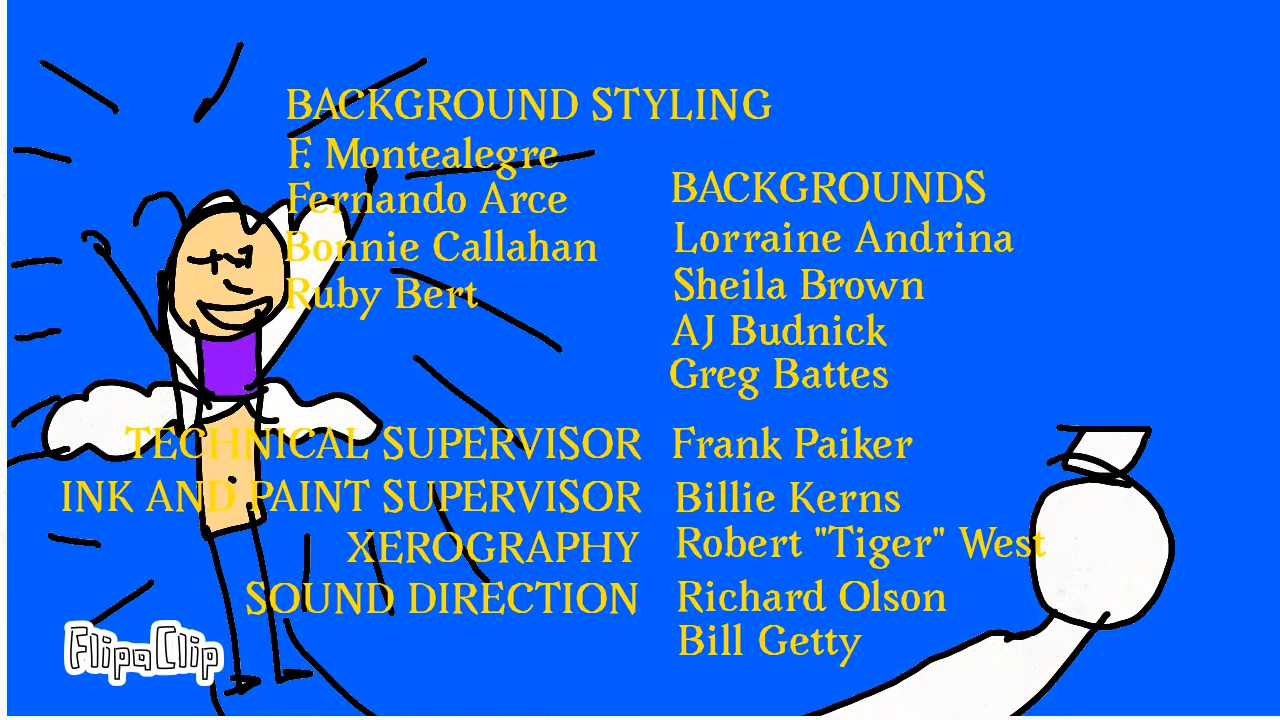 BACKGROUND STYLING
F. Montealegre
Fernando Arce
Bonnie Callahan
Ruby Bert
BACKGROUNDS
Lorraine Andrina
Sheila Brown
AJ Budnick
Greg Battes
TECHNICAL SUPERVISOR Frank Paiker
INK AND PAINT SUPERVISOR Billie Kerns
XEROGRAPHY Robert "Tiger" West
SOUND DIRECTION Richard Olson
Bill Getty
FlipaClip